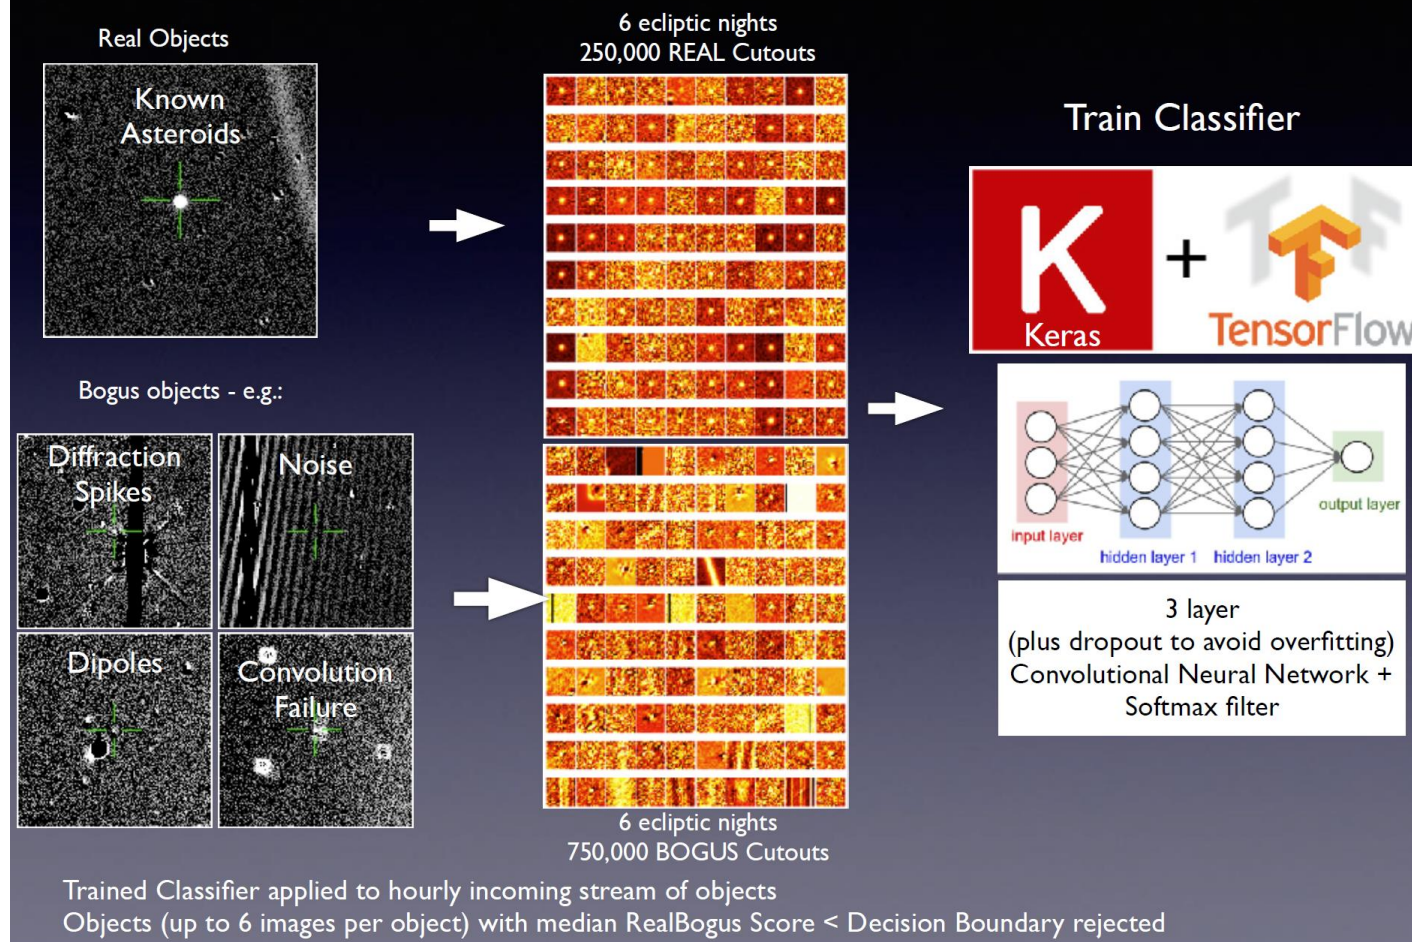 Real Objects
Known
Asteroids
Bogus objects - e.g.:
Diffraction
Spikes
Noise
Dipoles
Convolution
Failure
6 ecliptic nights
250,000 REAL Cutouts
6 ecliptic nights
750,000 BOGUS Cutouts
Train Classifier
K
Keras
+
TF
TensorFlow
input layer
hidden layer 1
hidden layer 2
output layer
3 layer
(plus dropout to avoid overfitting)
Convolutional Neural Network +
Softmax filter
Trained Classifier applied to hourly incoming stream of objects
Objects (up to 6 images per object) with median RealBogus Score < Decision Boundary rejected